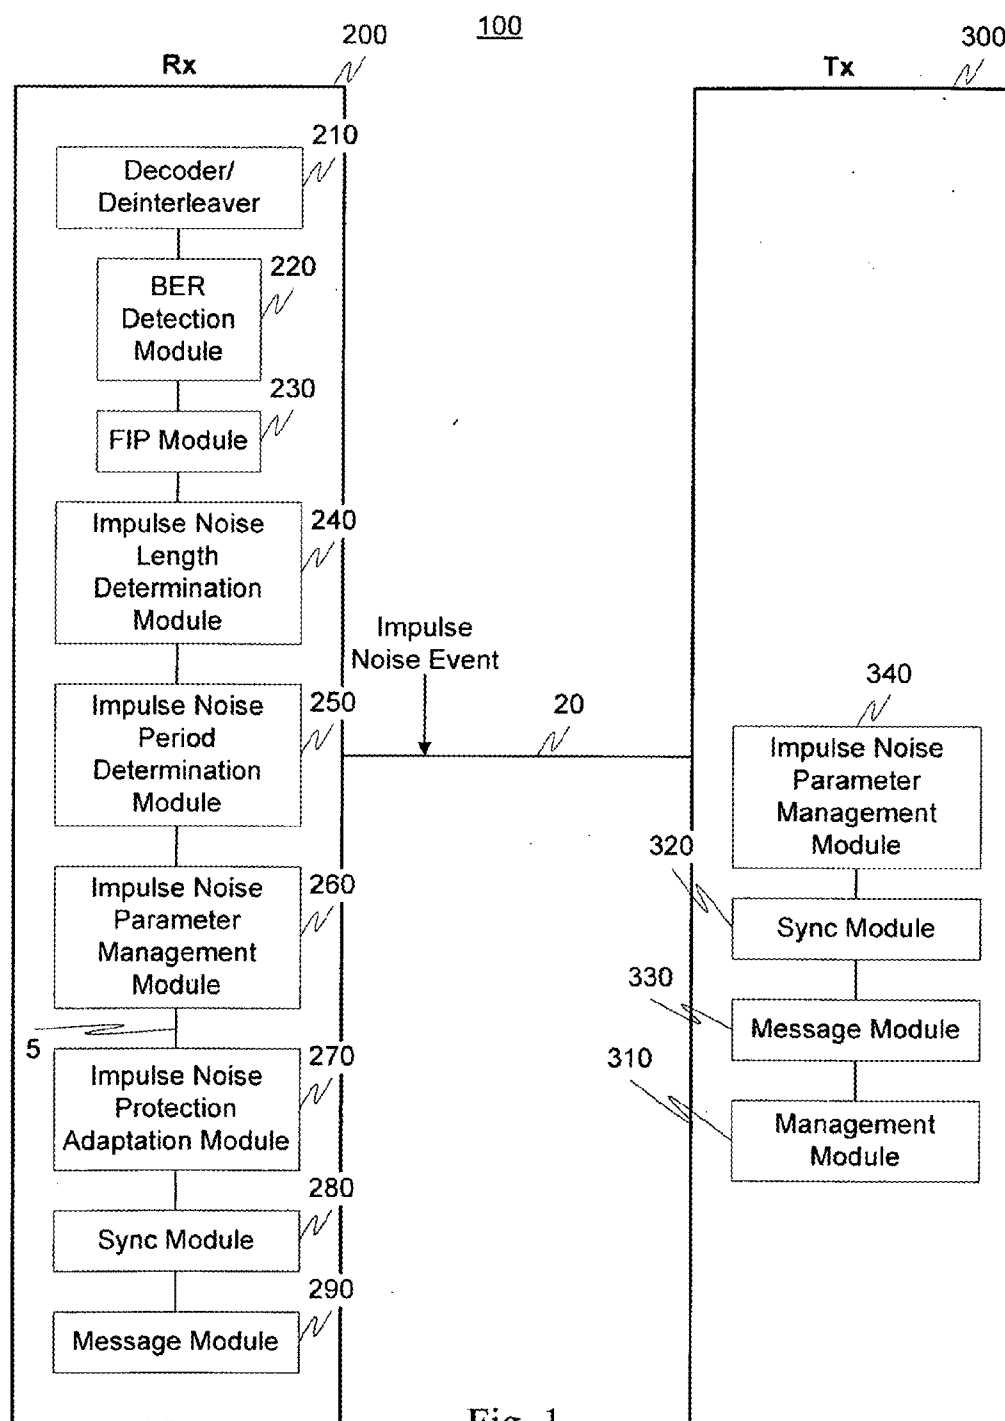 100
200
Rx
300
Tx
210
Decoder/
Deinterleaver
220
BER
Detection
Module
230
FIP Module
240
Impulse Noise
Length
Determination
Module
250
Impulse Noise
Period
Determination
Module
260
Impulse Noise
Parameter
Management
Module
5
270
Impulse Noise
Protection
Adaptation Module
280
Sync Module
290
Message Module
Impulse
Noise Event
20
340
Impulse Noise
Parameter
Management
Module
320
Sync Module
330
Message Module
310
Management
Module
Fig. 1